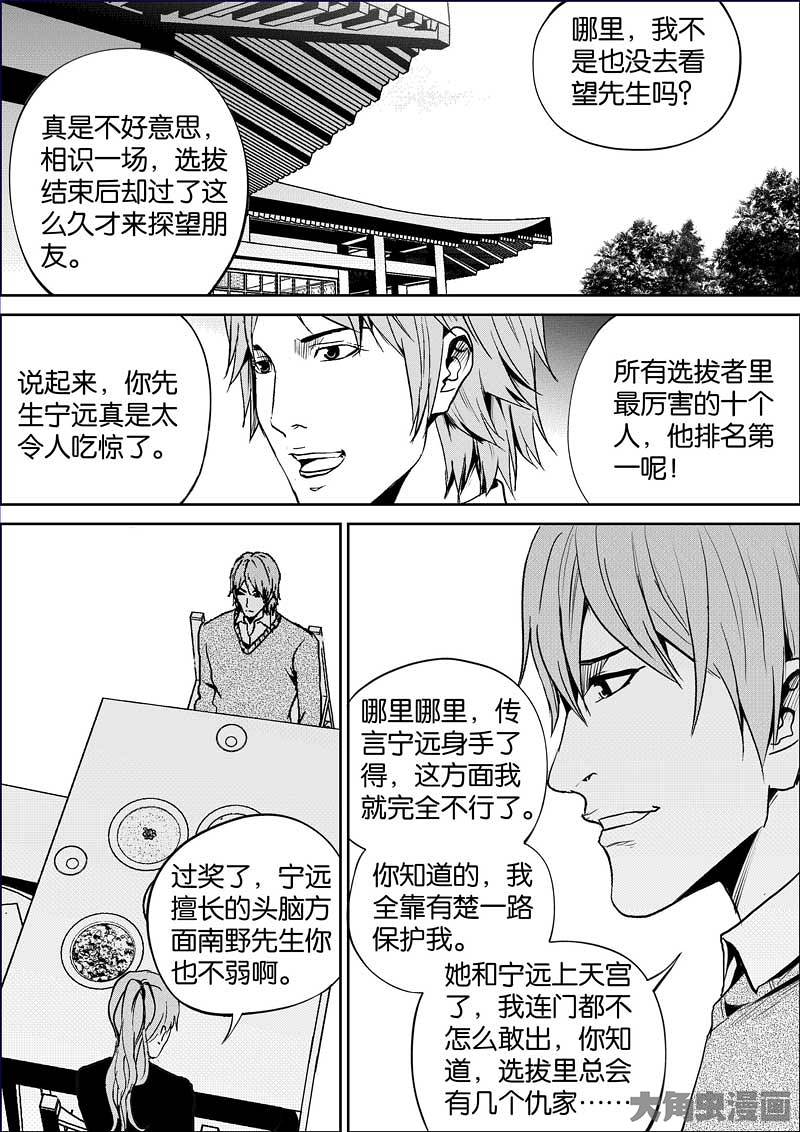 真是不好意思，
相识一场，选拔
结束后却过了这
么久才来探望朋
友。
哪里，我不
是也没去看
望先生吗？
说起来，你先
生宁远真是太
令人吃惊了。
所有选拔者里
最厉害的十个
人，他排名第
一呢！
过奖了，宁远
擅长的头脑方
面南野先生你
也不弱啊。
哪里哪里，传
言宁远身手了
得，这方面我
就完全不行了。
你知道的，我
全靠有楚一路
保护我。
她和宁远上天宫
了，我连门都不
怎么敢出，你知
道，选拔里总会
有几个仇家……
大角虫漫画